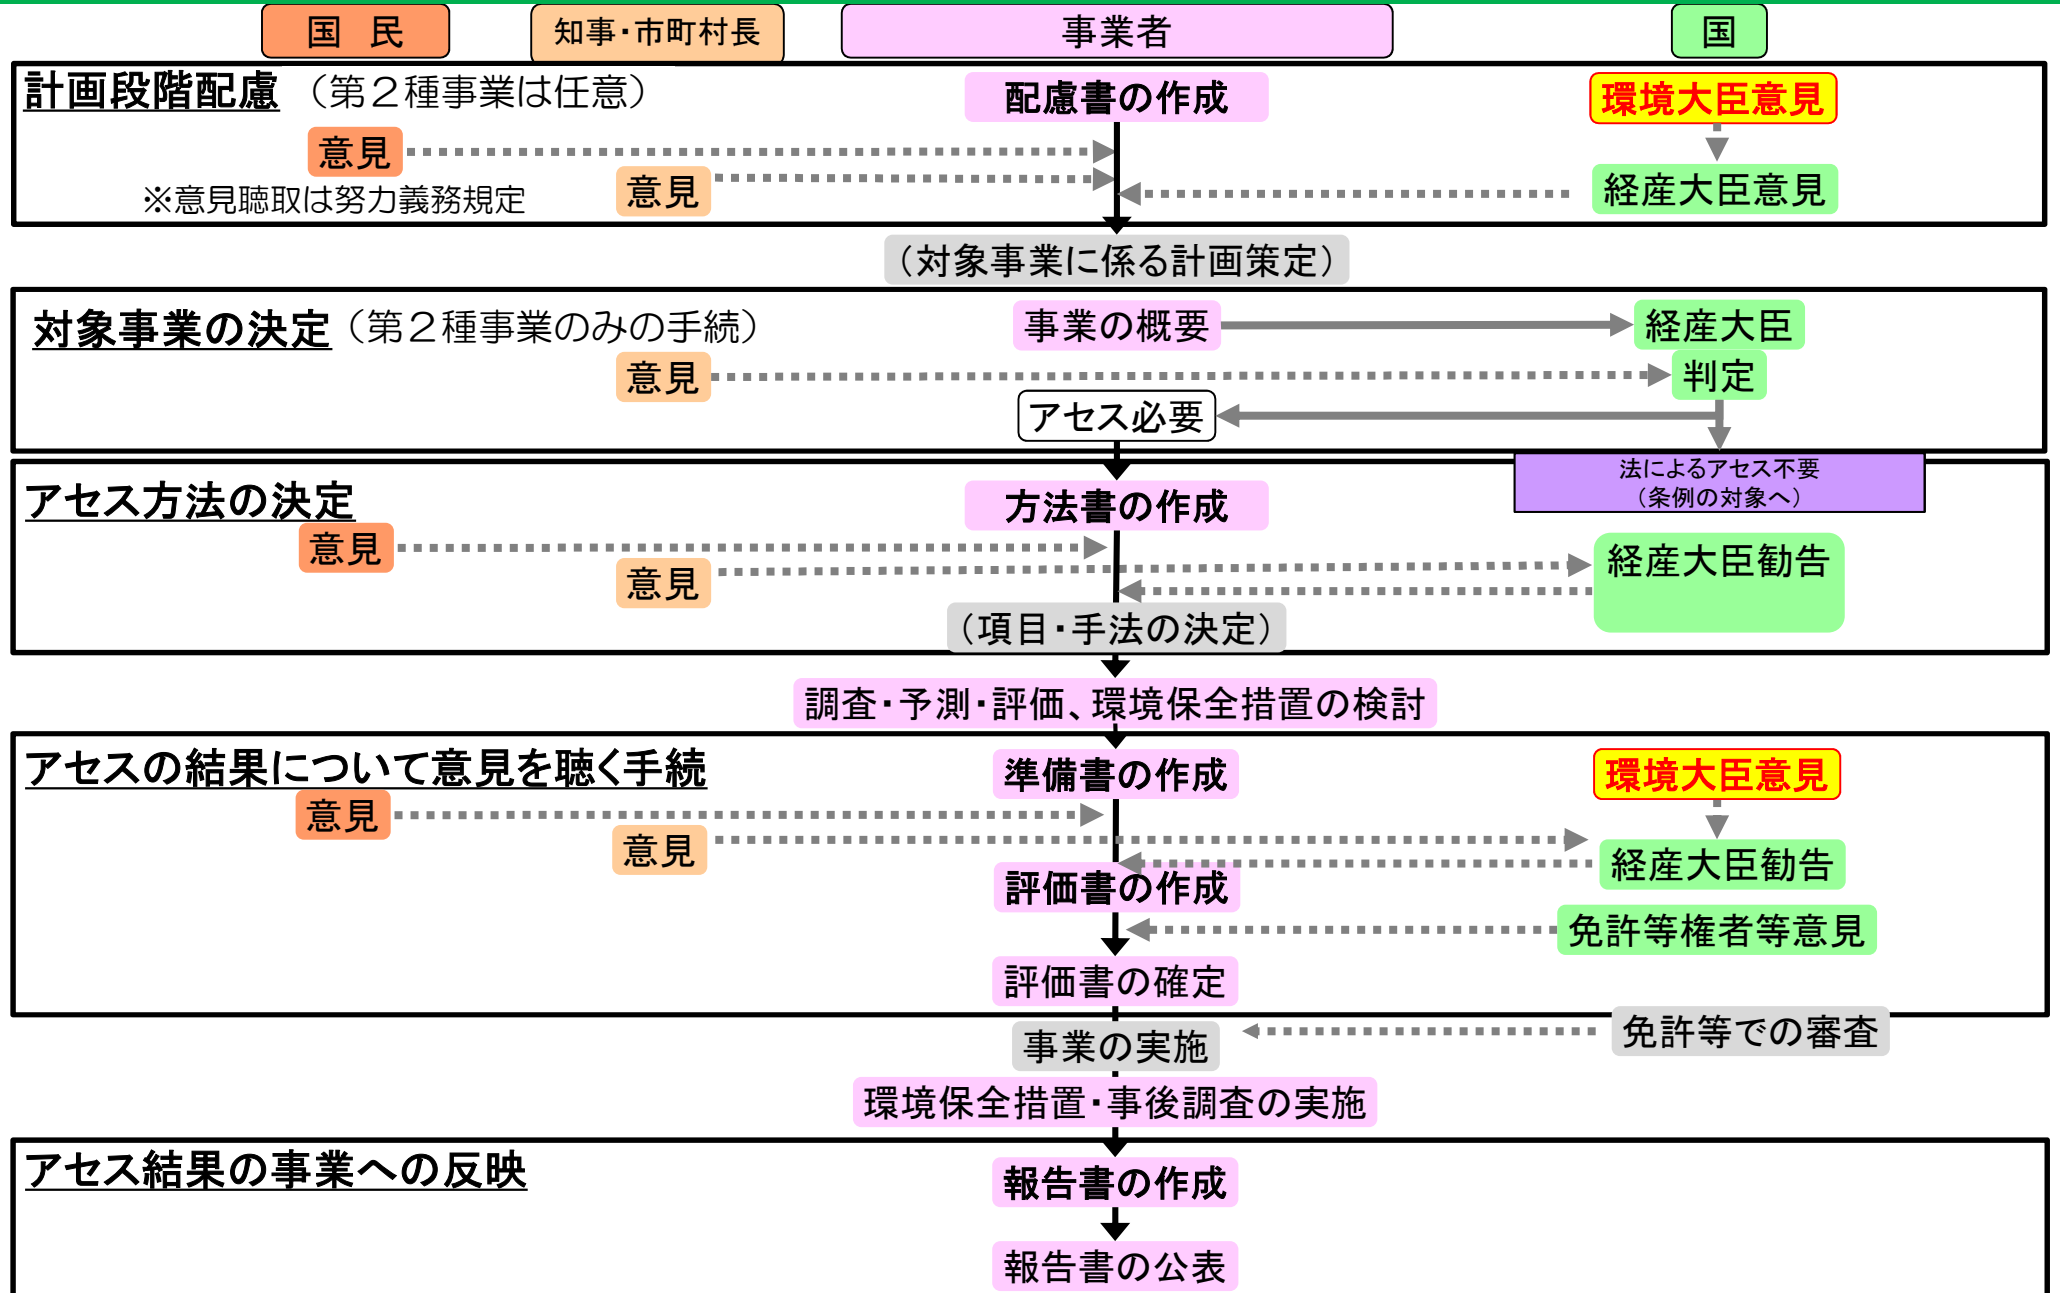 国　民
知事・市町村長
事業者
国
計画段階配慮（第２種事業は任意）
配慮書の作成
環境大臣意見
意見
意見
経産大臣意見
※意見聴取は努力義務規定
（対象事業に係る計画策定）
対象事業の決定（第２種事業のみの手続）
事業の概要
経産大臣
意見
判定
アセス必要
法によるアセス不要
（条例の対象へ）
アセス方法の決定
方法書の作成
意見
意見
経産大臣勧告
（項目・手法の決定）
調査・予測・評価、環境保全措置の検討
アセスの結果について意見を聴く手続
準備書の作成
環境大臣意見
意見
意見
経産大臣勧告
評価書の作成
免許等権者等意見
評価書の確定
事業の実施
免許等での審査
環境保全措置・事後調査の実施
アセス結果の事業への反映
報告書の作成
報告書の公表